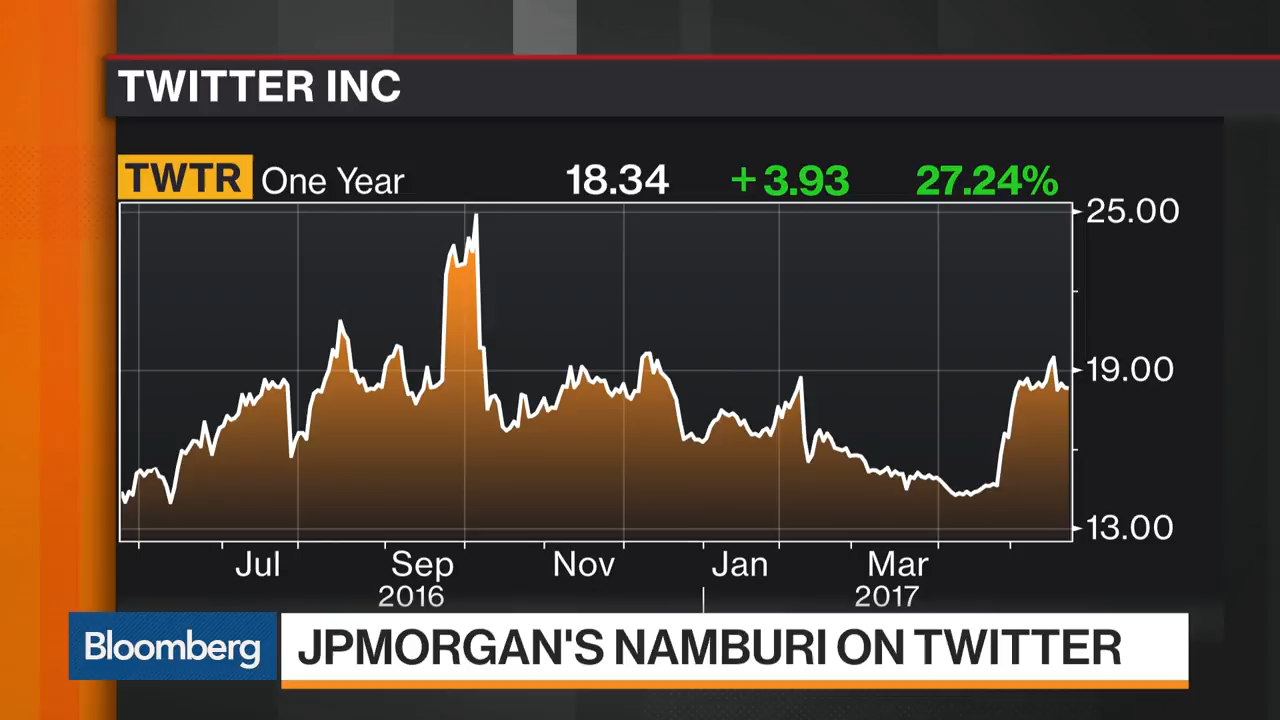 TWITTER INC
TWTR One Year 18.34 +3.93 27.24%
25.00
19.00
13.00
Jul Sep Nov Jan Mar
2016 2017
Bloomberg JPMORGAN'S NAMBURI ON TWITTER